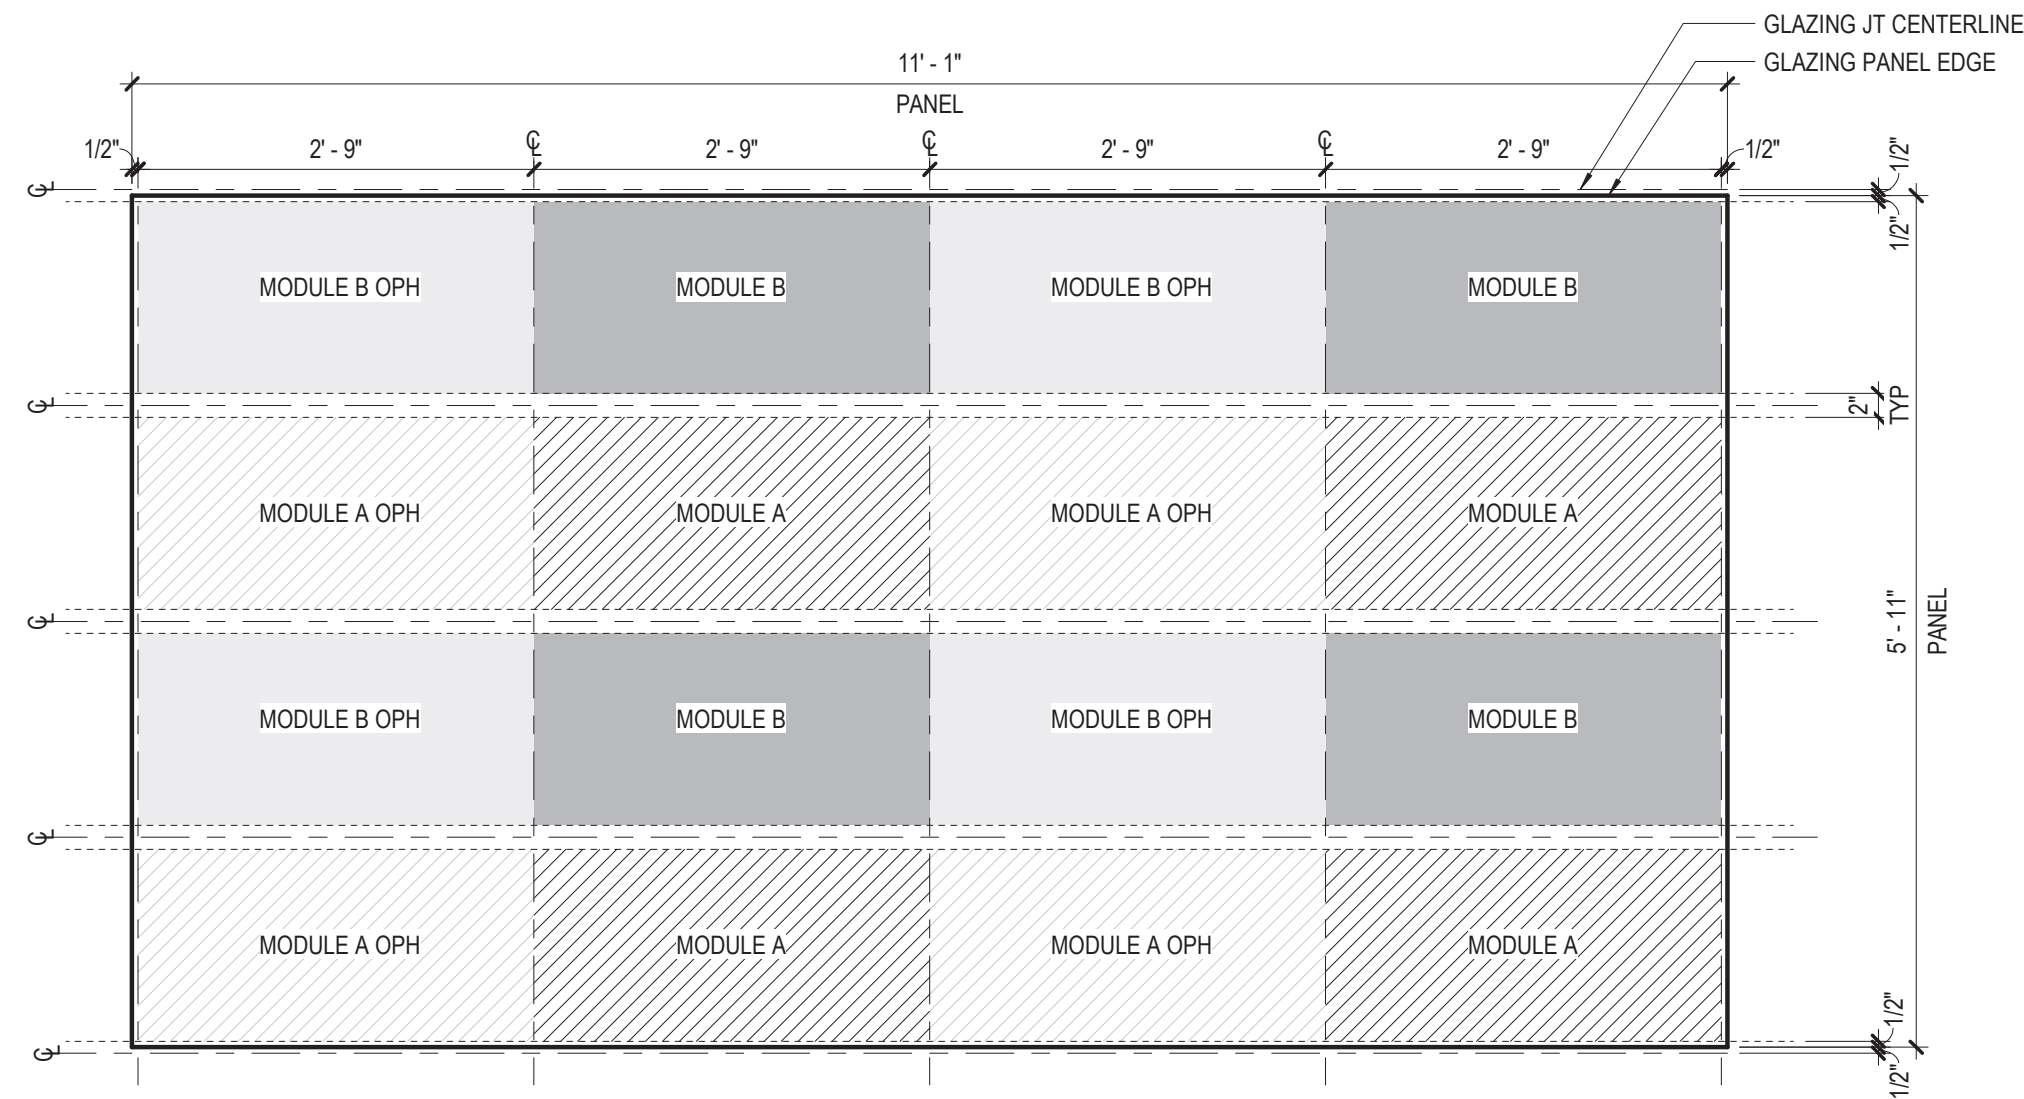 GLAZING JT CENTERLINE
GLAZING PANEL EDGE
11' - 1"
PANEL
1/2"
2' - 9"
℄
2' - 9"
℄
2' - 9"
℄
2' - 9"
1/2"
1/2"
℄
1/2"
MODULE B OPH
MODULE B
MODULE B OPH
MODULE B
℄
2"
TYP
MODULE A OPH
MODULE A
MODULE A OPH
MODULE A
℄
5' - 11"
PANEL
MODULE B OPH
MODULE B
MODULE B OPH
MODULE B
℄
MODULE A OPH
MODULE A
MODULE A OPH
MODULE A
1/2"
℄
1/2"